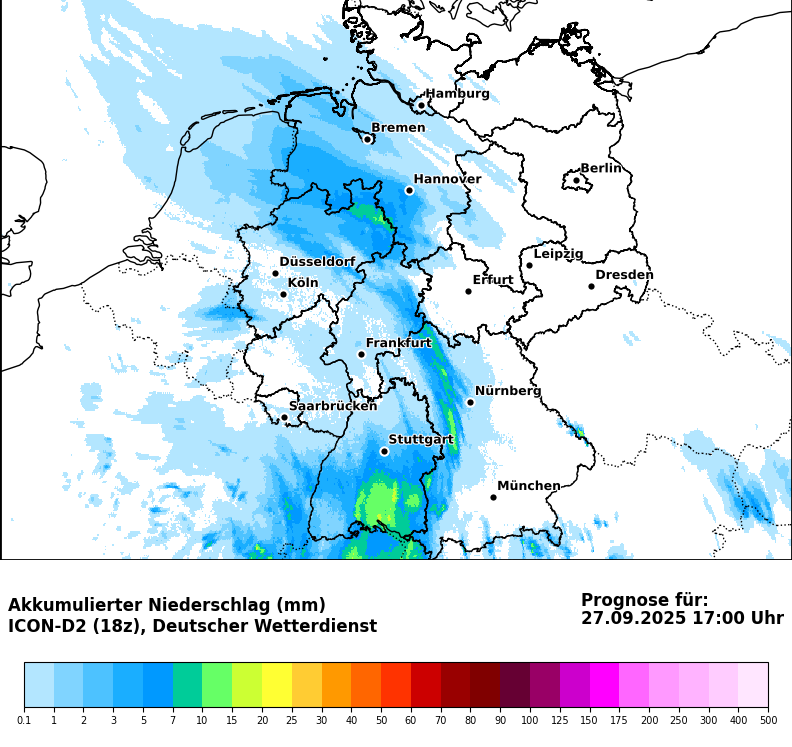 Hamburg
Bremen
Berlin
Hannover
Leipzig
Düsseldorf
Dresden
Köln
Erfurt
Frankfurt
Nürnberg
Saarbrücken
Stuttgart
München
Akkumulierter Niederschlag (mm)
ICON-D2 (18z), Deutscher Wetterdienst
Prognose für:
27.09.2025 17:00 Uhr
0.1 1 2 3 5 7 10 15 20 25 30 40 50 60 70 80 90 100 125 150 175 200 250 300 400 500